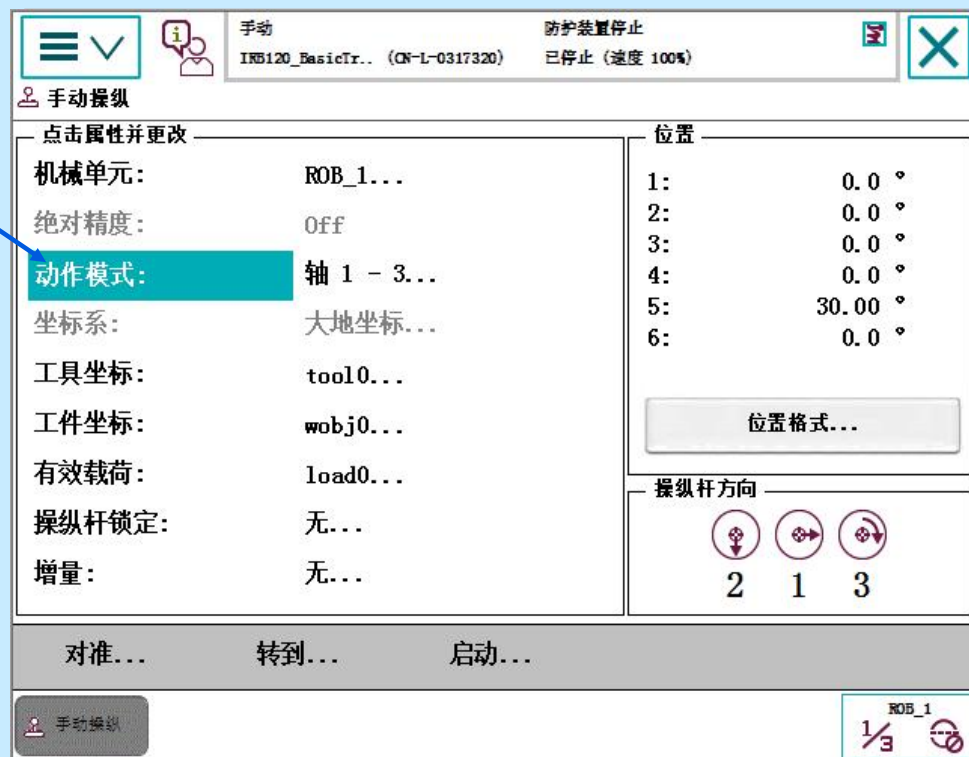 手动
防护装置停止
IRB120_BasicTr.. (CN-L-0317320)
已停止 (速度 100%)
手动操纵
点击属性并更改
机械单元: ROB_1...
绝对精度: Off
动作模式: 轴 1 - 3...
坐标系: 大地坐标...
工具坐标: tool0...
工件坐标: wobj0...
有效载荷: load0...
操纵杆锁定: 无...
增量: 无...
位置
1: 0.0 °
2: 0.0 °
3: 0.0 °
4: 0.0 °
5: 30.00 °
6: 0.0 °
位置格式...
操纵杆方向
2 1 3
对准... 转到... 启动...
手动操纵
ROB_1
1/3